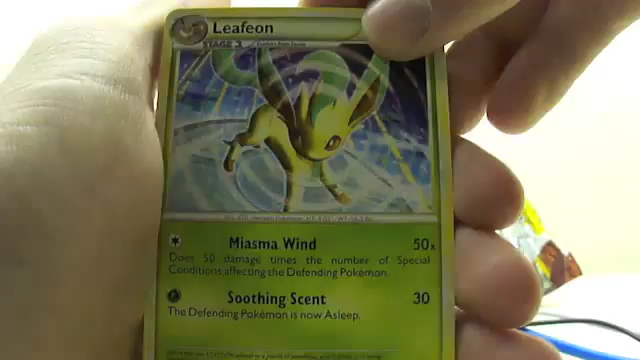 Leafeon
STAGE
Miasma Wind 50x
Does 50 damage times the number of Special
Conditions affecting the Defending Pokémon.
Soothing Scent 30
The Defending Pokémon is now Asleep.